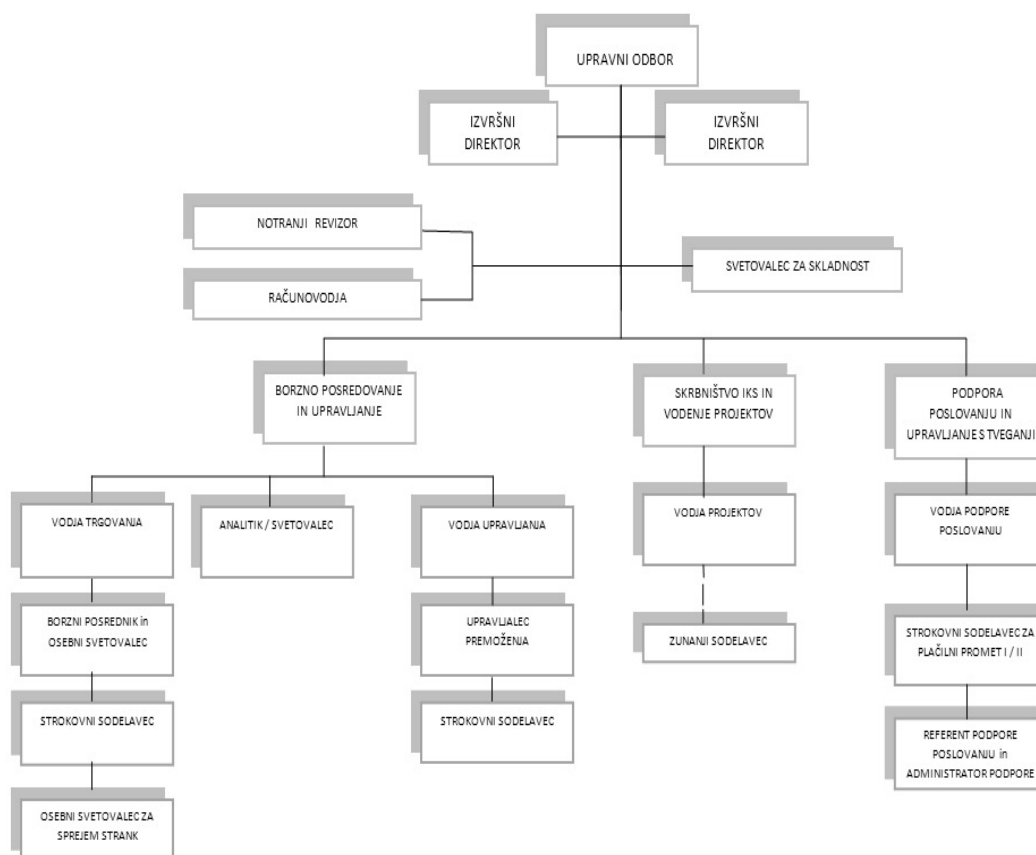 UPRAVNI ODBOR
IZVRŠNI
DIREKTOR
IZVRŠNI
DIREKTOR
NOTRANJI REVIZOR
RAČUNOVODJA
SVETOVALEC ZA SKLADNOST
BORZNO POSREDOVANJE
IN UPRAVLJANJE
SKRBNIŠTVO IKS IN
VODENJE PROJEKTOV
PODPORA
POSLOVANJU IN
UPRAVLJANJE S TVEGANJI
VODJA TRGOVANJA
ANALITIK / SVETOVALEC
VODJA UPRAVLJANJA
VODJA PROJEKTOV
VODJA PODPORE
POSLOVANJU
BORZNI POSREDNIK in
OSEBNI SVETOVALEC
UPRAVLJALEC
PREMOŽENJA
ZUNANJI SODELAVEC
STROKOVNI SODELAVEC ZA
PLAČILNI PROMET I / II
STROKOVNI SODELAVEC
STROKOVNI SODELAVEC
REFERENT PODPORE
POSLOVANJU in
ADMINISTRATOR PODPORE
OSEBNI SVETOVALEC ZA
SPREJEM STRANK